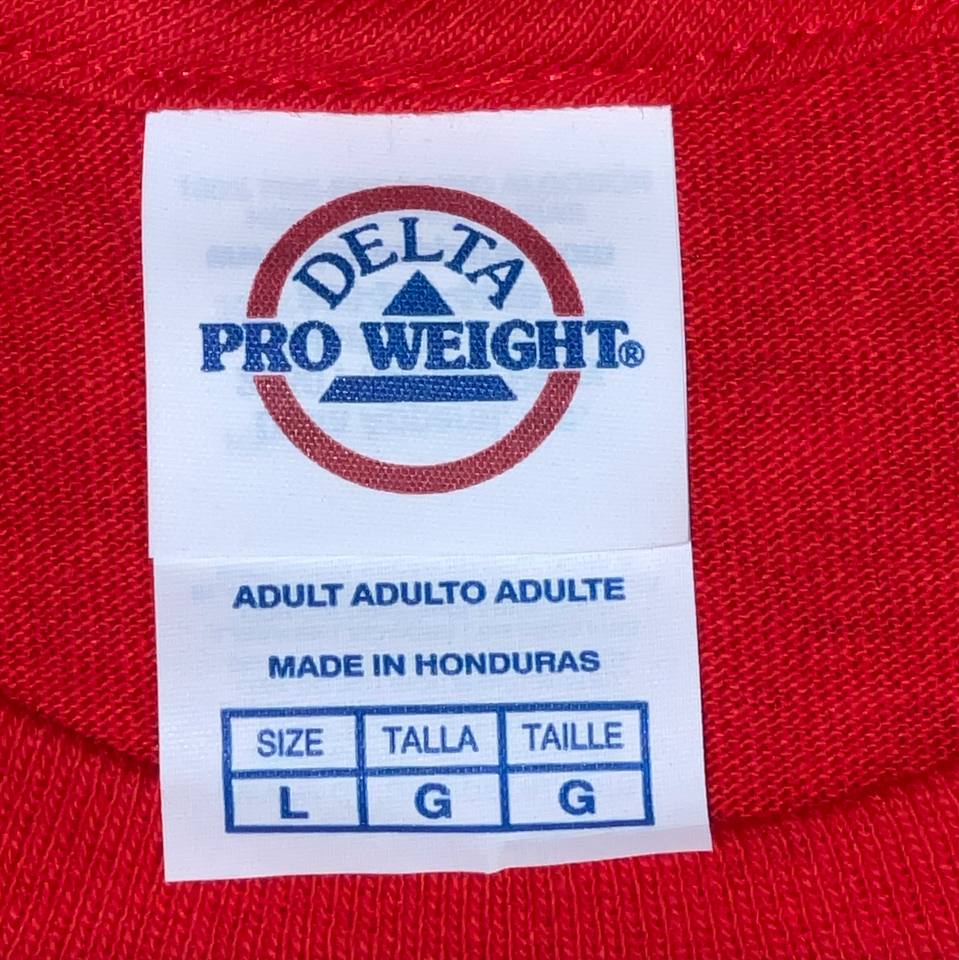 DELTA
PRO WEIGHT®
ADULT ADULTO ADULTE
MADE IN HONDURAS
SIZE TALLA TAILLE
L G G